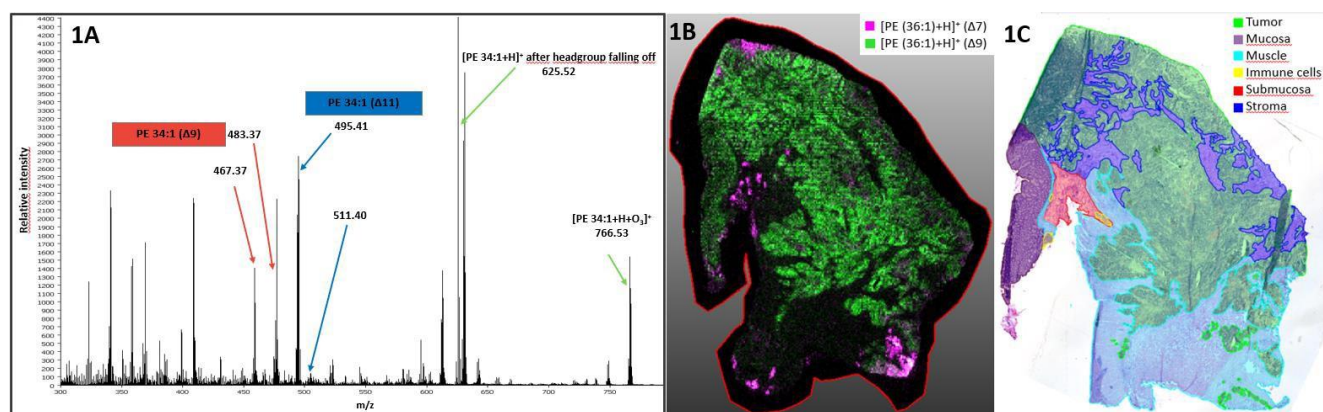 1A
[PE 34:1+H]⁺ after headgroup falling off
625.52
PE 34:1 (Δ11)
495.41
PE 34:1 (Δ9)
483.37
467.37
511.40
[PE 34:1+H+O₃]⁺
766.53
Relative intensity
4400
4300
4200
4100
4000
3900
3800
3700
3600
3500
3400
3300
3200
3100
3000
2900
2800
2700
2600
2500
2400
2300
2200
2100
2000
1900
1800
1700
1600
1500
1400
1300
1200
1100
1000
900
800
700
600
500
400
300
200
100
0
300 350 400 450 500 550 600 650 700 750
m/z
1B
[PE (36:1)+H]⁺ (Δ7)
[PE (36:1)+H]⁺ (Δ9)
1C
Tumor
Mucosa
Muscle
Immune cells
Submucosa
Stroma